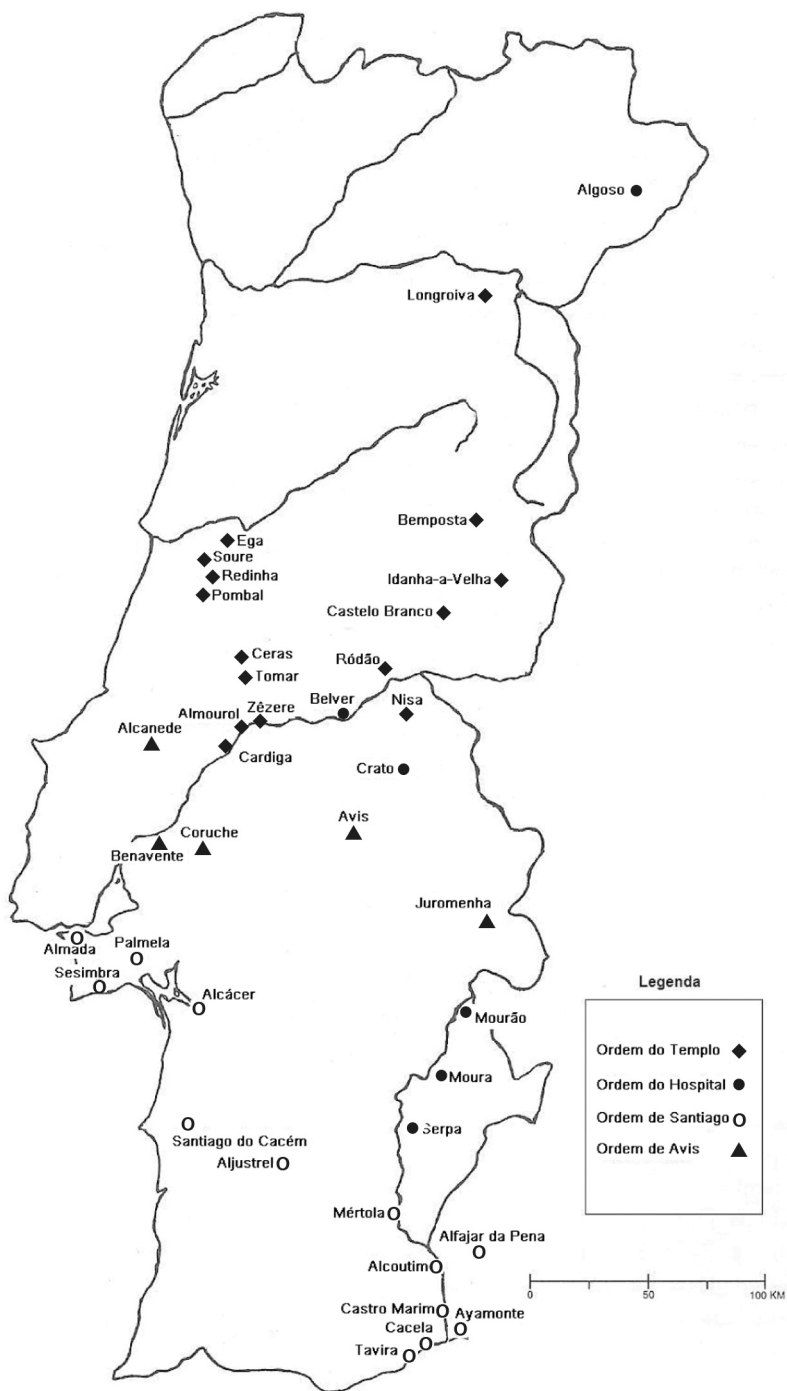 Algoso
Longroiva
Bemposta
Ega
Soure
Redinha
Idanha-a-Velha
Pombal
Castelo Branco
Ceras
Ródão
Tomar
Belver
Nisa
Zêzere
Almourol
Alcanede
Cardiga
Crato
Avis
Coruche
Benavente
Juromenha
Almada
Palmela
Sesimbra
Alcácer
Mourão
Moura
Serpa
Santiago do Cacém
Aljustrel
Mértola
Alfajar da Pena
Alcoutim
Castro Marim
Ayamonte
Cacela
Tavira
Legenda
Ordem do Templo
Ordem do Hospital
Ordem de Santiago
Ordem de Avis
0 50 100 KM